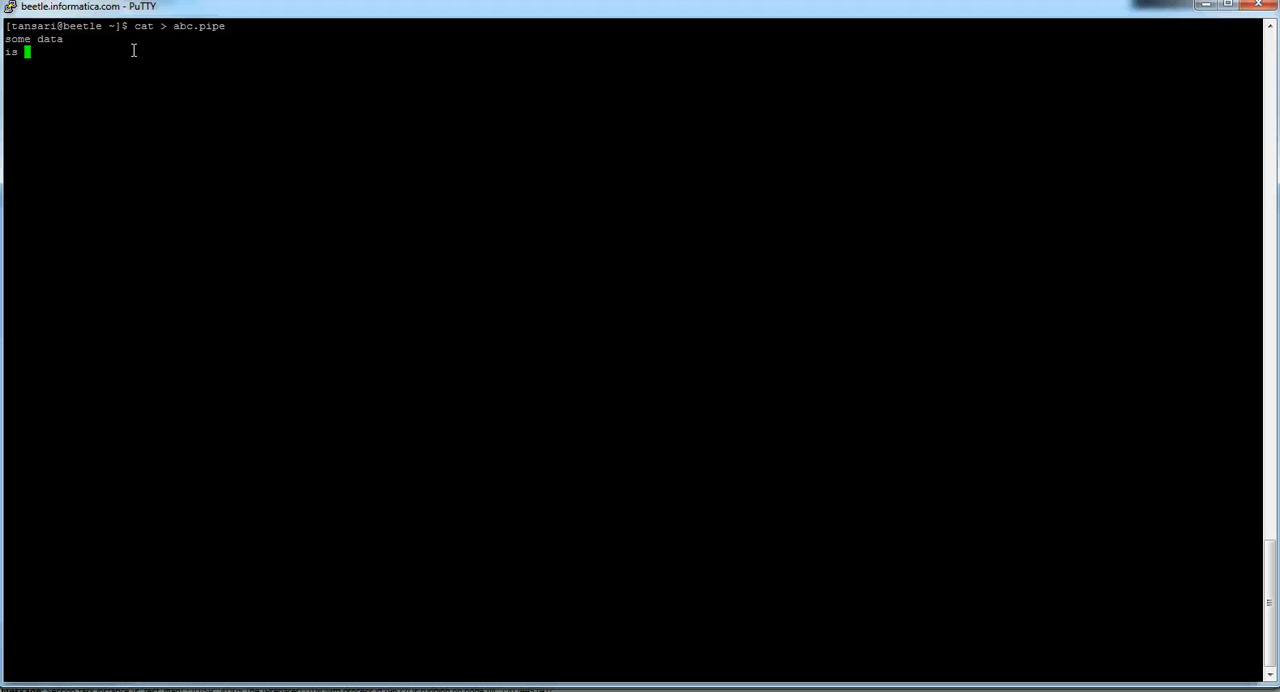 beetle.informatica.com - PuTTY
[tansari@beetle ~]$ cat > abc.pipe
some data
is